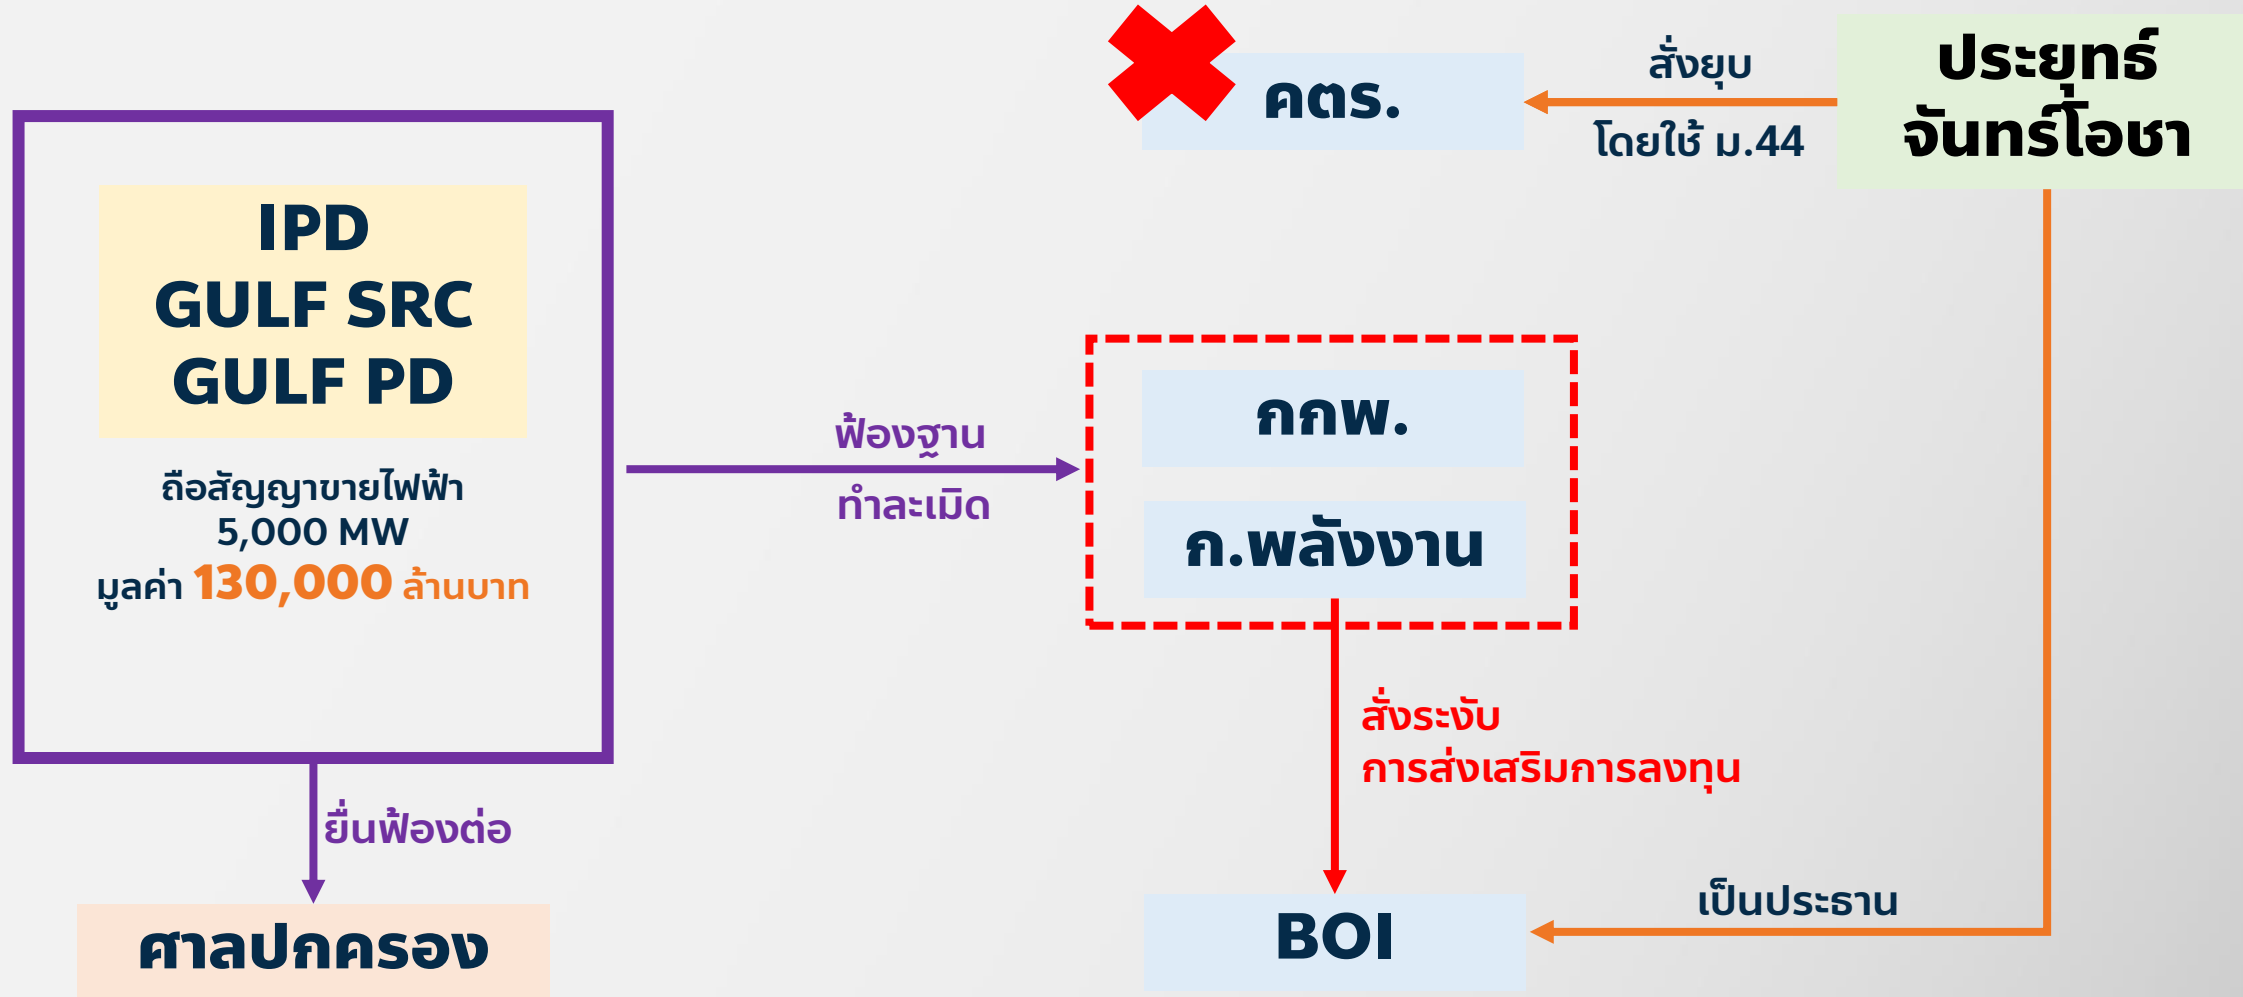 IPD
GULF SRC
GULF PD
ถือสัญญาขายไฟฟ้า
5,000 MW
มูลค่า 130,000 ล้านบาท
ยื่นฟ้องต่อ
ศาลปกครอง
ฟ้องฐาน
ทำละเมิด
คตร.
สั่งยุบ
โดยใช้ ม.44
ประยุทธ์
จันทร์โอชา
กกพ.
ก.พลังงาน
สั่งระงับ
การส่งเสริมการลงทุน
BOI
เป็นประธาน